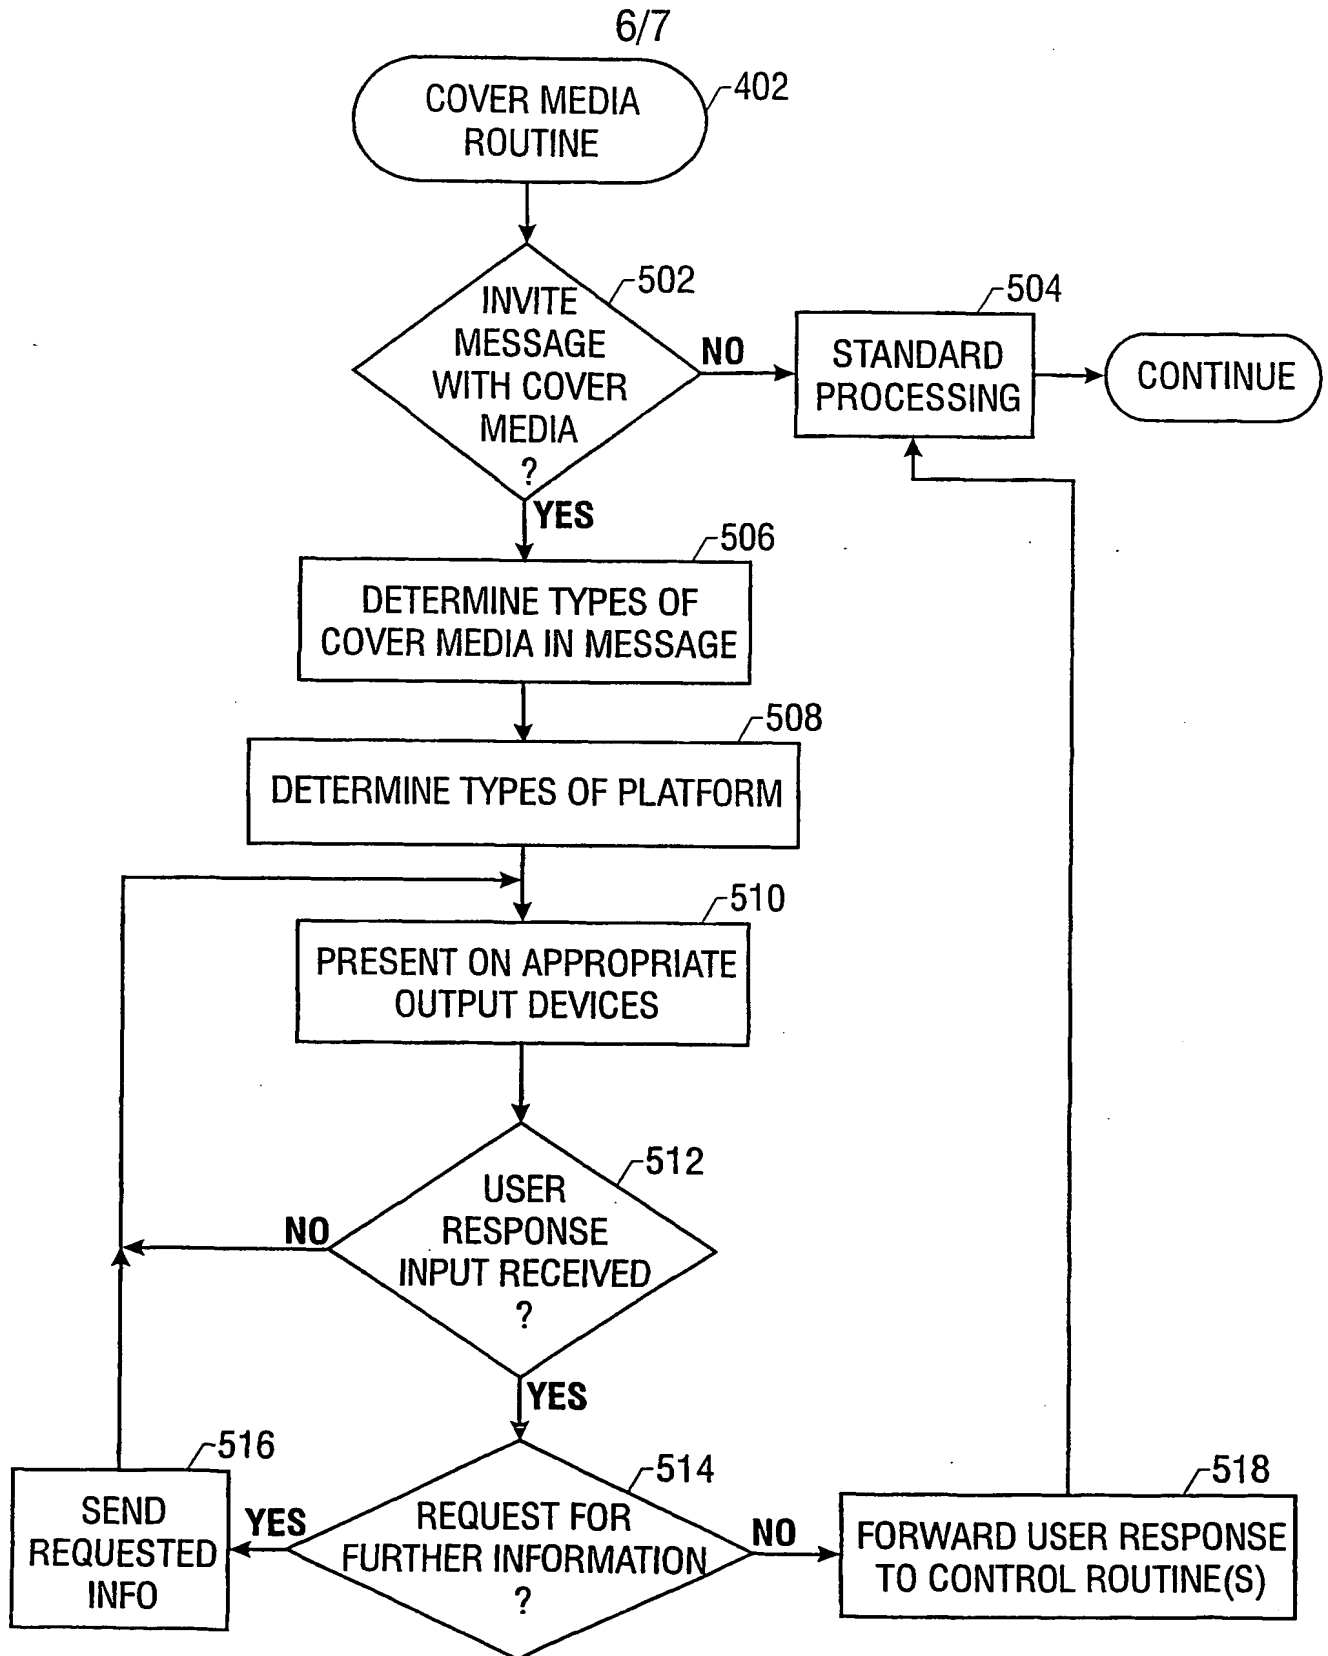 6/7
COVER MEDIA
ROUTINE
402
INVITE
MESSAGE
WITH COVER
MEDIA
?
502
NO
504
STANDARD
PROCESSING
CONTINUE
YES
506
DETERMINE TYPES OF
COVER MEDIA IN MESSAGE
508
DETERMINE TYPES OF PLATFORM
510
PRESENT ON APPROPRIATE
OUTPUT DEVICES
512
USER
RESPONSE
INPUT RECEIVED
?
NO
YES
514
REQUEST FOR
FURTHER INFORMATION
?
YES
516
SEND
REQUESTED
INFO
NO
518
FORWARD USER RESPONSE
TO CONTROL ROUTINE(S)